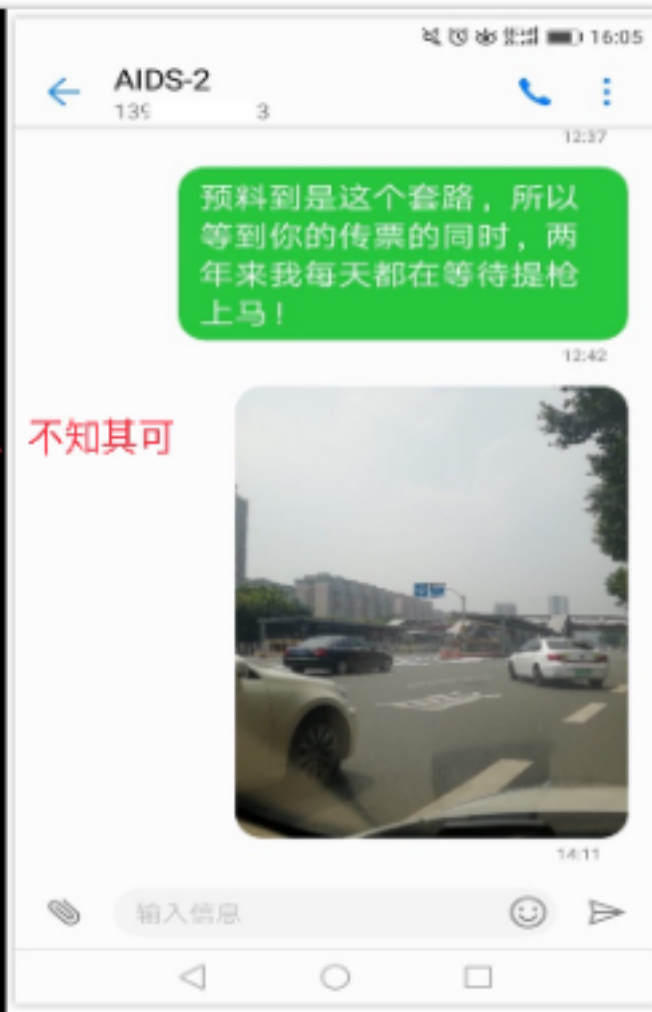 16:05
AIDS-2
139 3
12:37
预料到是这个套路，所以
等到你的传票的同时，两
年来我每天都在等待提枪
上马！
12:42
不知其可
14:11
输入信息